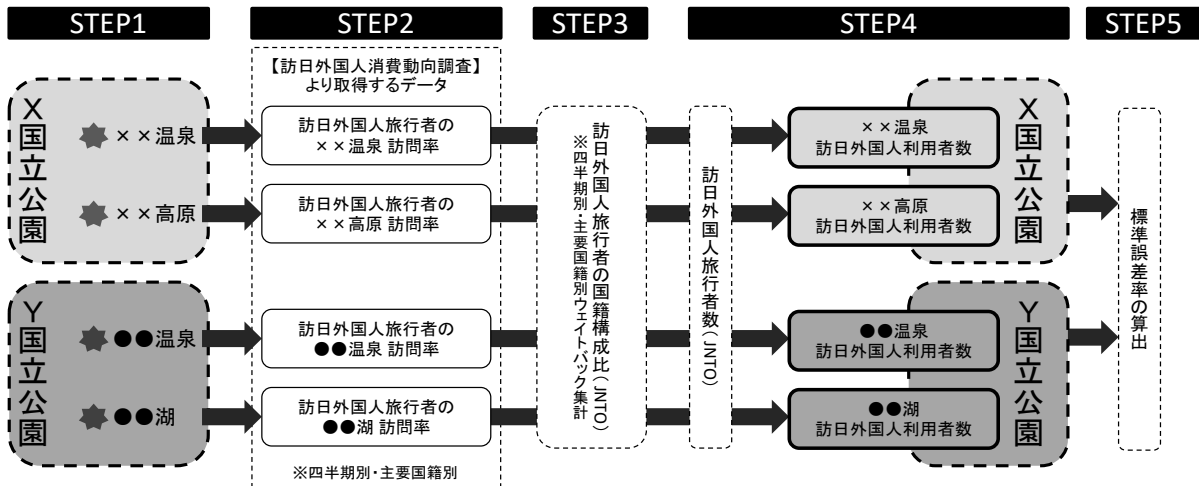 STEP1
STEP2
STEP3
STEP4
STEP5
X国立公園
××温泉
××高原
Y国立公園
●●温泉
●●湖
【訪日外国人消費動向調査】
より取得するデータ
訪日外国人旅行者の
××温泉 訪問率
訪日外国人旅行者の
××高原 訪問率
訪日外国人旅行者の
●●温泉 訪問率
訪日外国人旅行者の
●●湖 訪問率
※四半期別・主要国籍別
訪日外国人旅行者の国籍構成比(JNTO)
※四半期別・主要国籍別ウェイトバック集計
訪日外国人旅行者数(JNTO)
××温泉
訪日外国人利用者数
××高原
訪日外国人利用者数
X国立公園
●●温泉
訪日外国人利用者数
●●湖
訪日外国人利用者数
Y国立公園
標準誤差率の算出